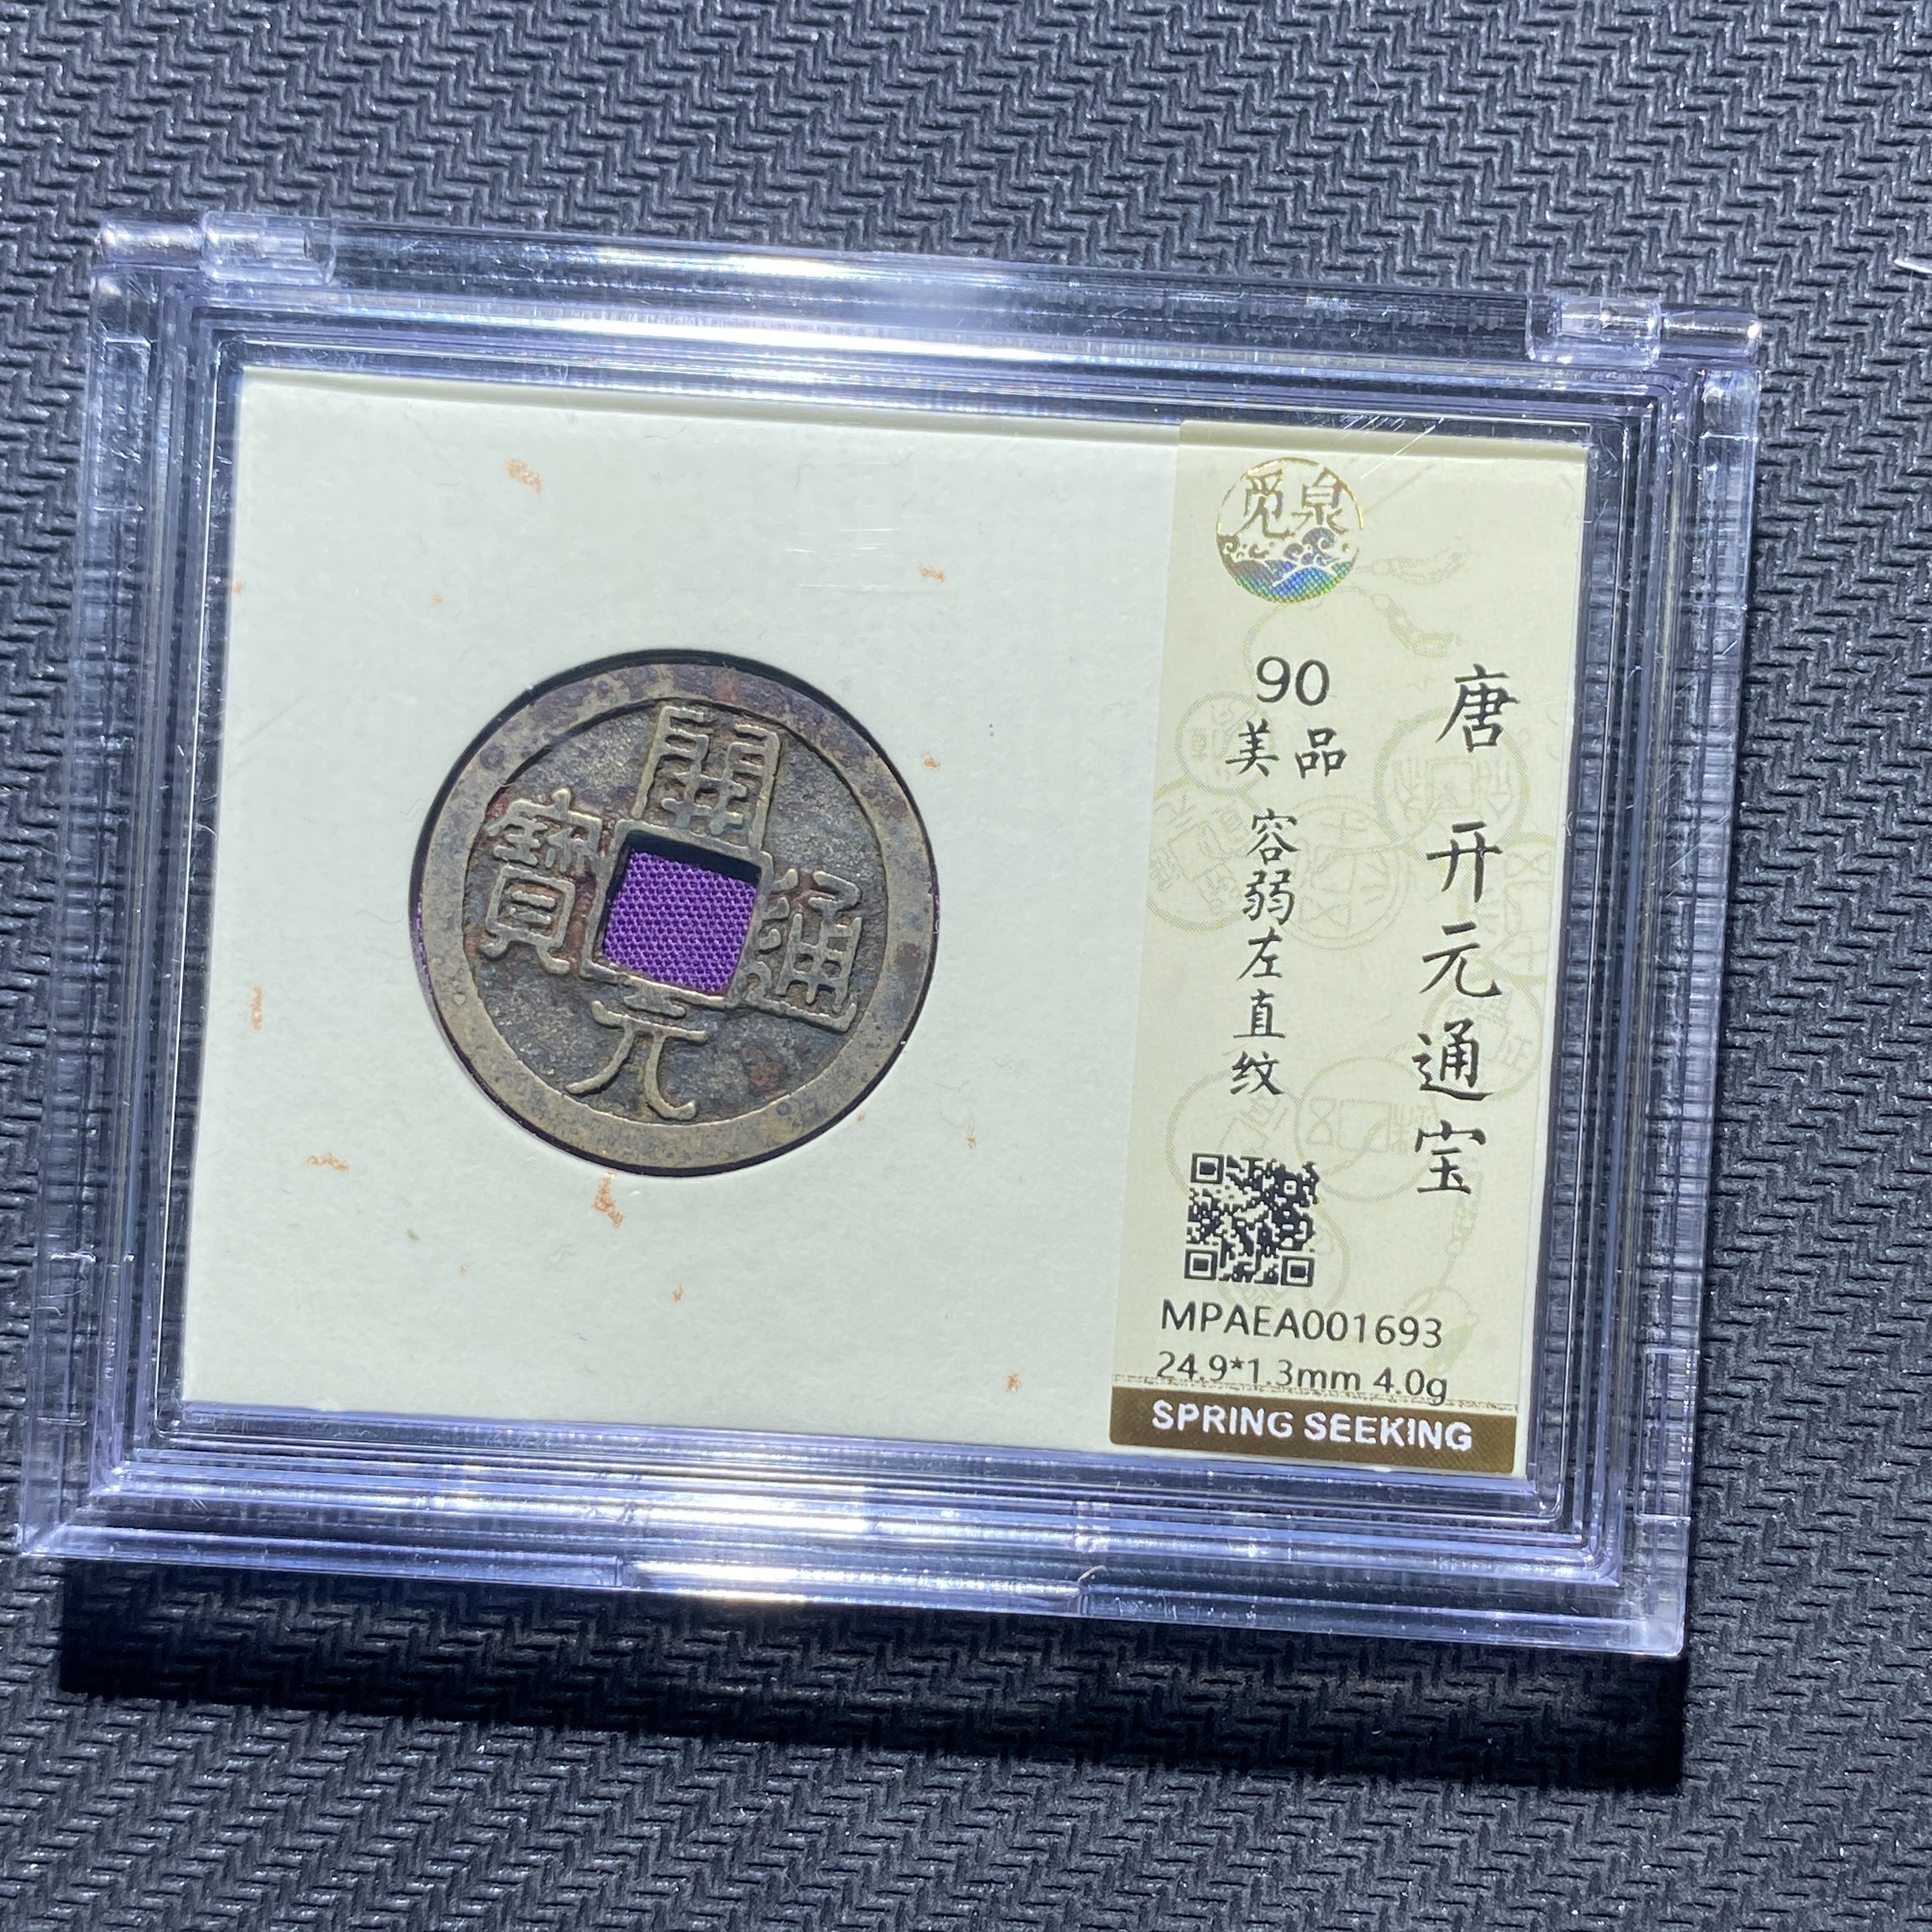 開元通寶
觅泉
唐开元通宝
90
美品
容弱左直纹
MPAEA001693
24.9*1.3mm 4.0g
SPRING SEEKING